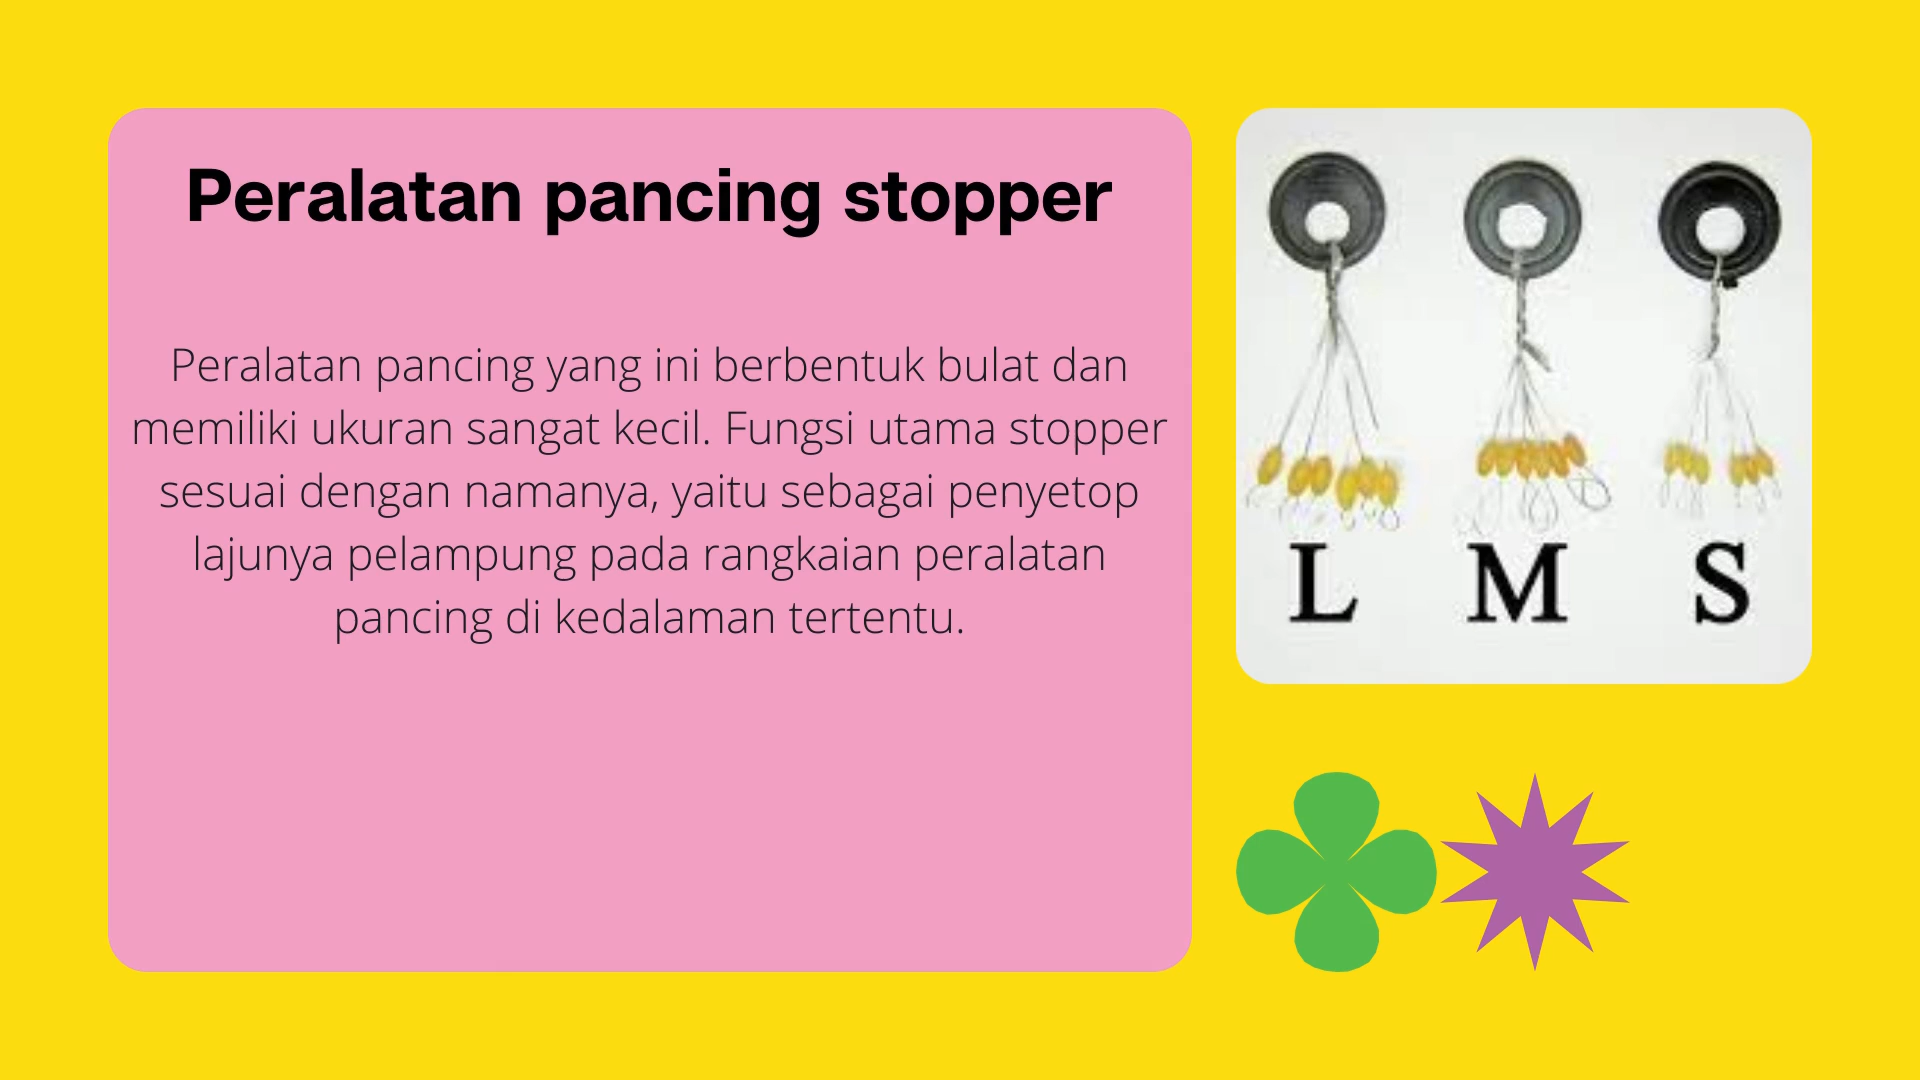 Peralatan pancing stopper
Peralatan pancing yang ini berbentuk bulat dan
memiliki ukuran sangat kecil. Fungsi utama stopper
sesuai dengan namanya, yaitu sebagai penyetop
lajunya pelampung pada rangkaian peralatan
pancing di kedalaman tertentu.
L M S